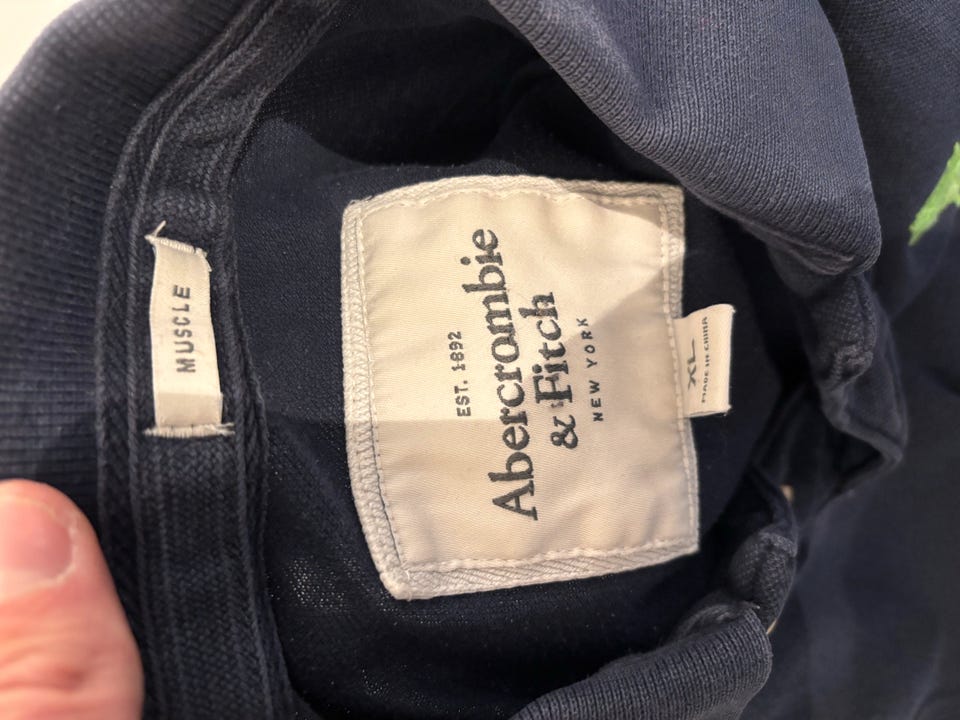 MUSCLE
EST. 1892
Abercrombie
& Fitch
NEW YORK
XL
MADE IN CHINA